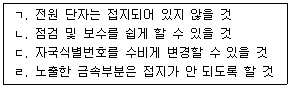 ㄱ. 전원 단자는 접지되어 있지 않을 것
ㄴ. 점검 및 보수를 쉽게 할 수 있을 것
ㄷ. 자국식별번호를 수비게 변경할 수 있을 것
ㄹ. 노출한 금속부분은 접지가 안 되도록 할 것